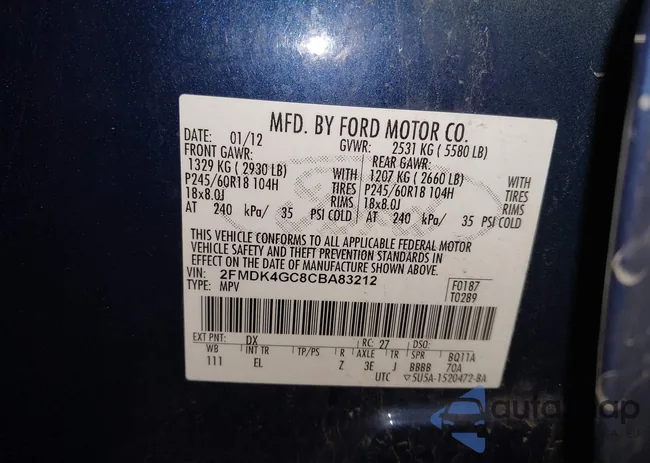 MFD. BY FORD MOTOR CO.
DATE: 01/12 GVWR: 2531 KG ( 5580 LB)
FRONT GAWR: REAR GAWR:
1329 KG ( 2930 LB) WITH 1207 KG ( 2660 LB) WITH
P245/60R18 104H TIRES P245/60R18 104H TIRES
18x8.0J RIMS 18x8.0J RIMS
AT 240 kPa/ 35 PSI COLD AT 240 kPa/ 35 PSI COLD
THIS VEHICLE CONFORMS TO ALL APPLICABLE FEDERAL MOTOR
VEHICLE SAFETY AND THEFT PREVENTION STANDARDS IN
EFFECT ON THE DATE OF MANUFACTURE SHOWN ABOVE.
VIN: 2FMDK4GC8CBA83212 F0187
TYPE: MPV T0289
EXT PNT: DX RC: 27 DSO:
WB INT TR TP/PS R AXLE TR SPR BQ11A
111 EL Z 3E J BBBB 70A
UTC ▽5U5A-1520472-BA